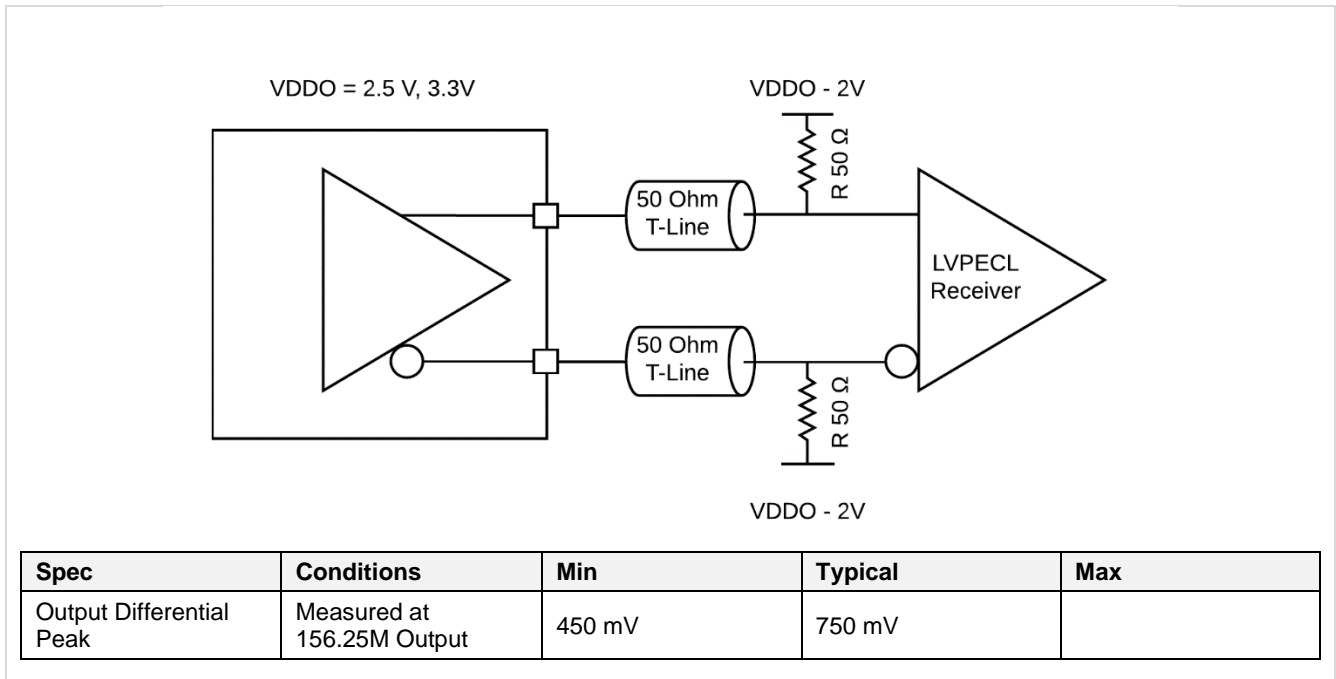 VDDO = 2.5 V, 3.3V
VDDO - 2V
R 50 Ω
50 Ohm
T-Line
LVPECL
Receiver
50 Ohm
T-Line
R 50 Ω
VDDO - 2V
Spec Conditions Min Typical Max
Output Differential
Peak
Measured at
156.25M Output
450 mV
750 mV